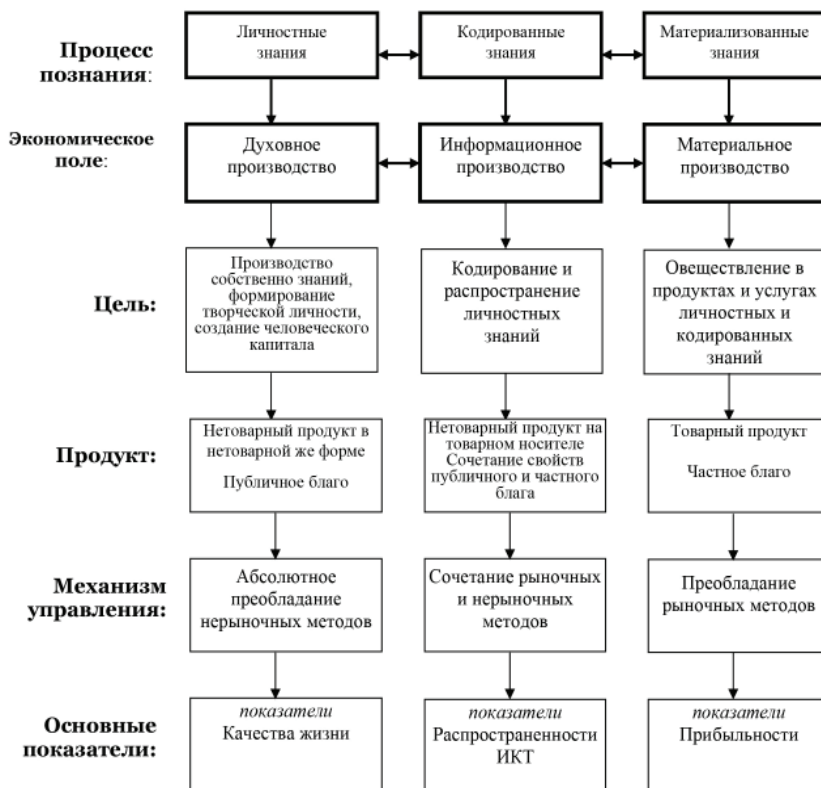 Процесс
познания:
Личностные
знания
Кодированные
знания
Материализованные
знания
Экономическое
поле:
Духовное
производство
Информационное
производство
Материальное
производство
Цель:
Производство
собственно знаний,
формирование
творческой личности,
создание человеческого
капитала
Кодирование и
распространение
личностных
знаний
Овеществление в
продуктах и услугах
личностных и
кодированных
знаний
Продукт:
Нетоварный продукт в
нетоварной же форме
Публичное благо
Нетоварный продукт на
товарном носителе
Сочетание свойств
публичного и частного
блага
Товарный продукт
Частное благо
Механизм
управления:
Абсолютное
преобладание
нерыночных методов
Сочетание рыночных
и нерыночных
методов
Преобладание
рыночных методов
Основные
показатели:
показатели
Качества жизни
показатели
Распространенности
ИКТ
показатели
Прибыльности